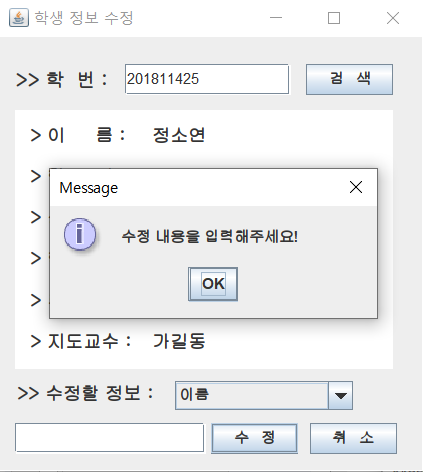 학생 정보 수정
>> 학 번 : 201811425 검 색
> 이 름 : 정소연
Message
수정 내용을 입력해주세요!
OK
> 지도교수 : 가길동
>> 수정할 정보 : 이름
수 정 취 소